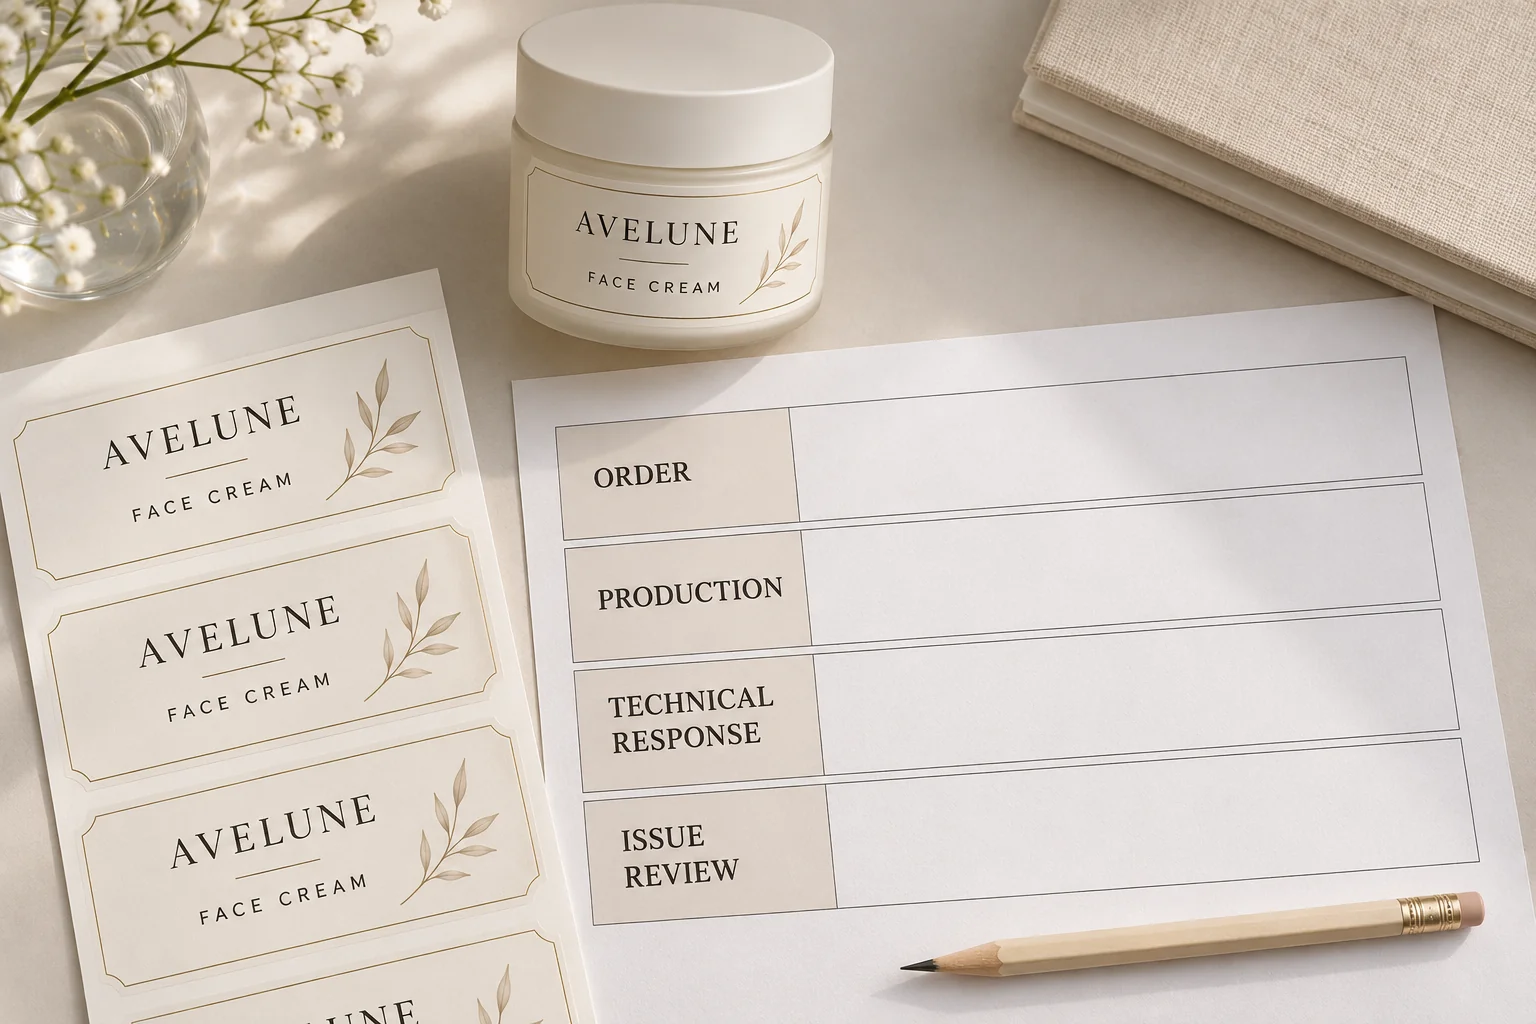 AVELUNE
FACE CREAM
AVELUNE
FACE CREAM
AVELUNE
FACE CREAM
AVELUNE
FACE CREAM
ORDER
PRODUCTION
TECHNICAL
RESPONSE
ISSUE
REVIEW